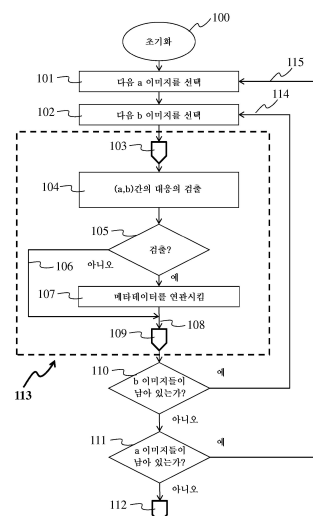 100
초기화
115
101
다음 a 이미지를 선택
114
102
다음 b 이미지를 선택
103
104
(a,b)간의 대응의 검출
105
검출?
106
아니오
예
107
메타데이터를 연관시킴
108
109
110
예
113
b 이미지들이
남아 있는가?
아니오
111
예
a 이미지들이
남아 있는가?
아니오
112